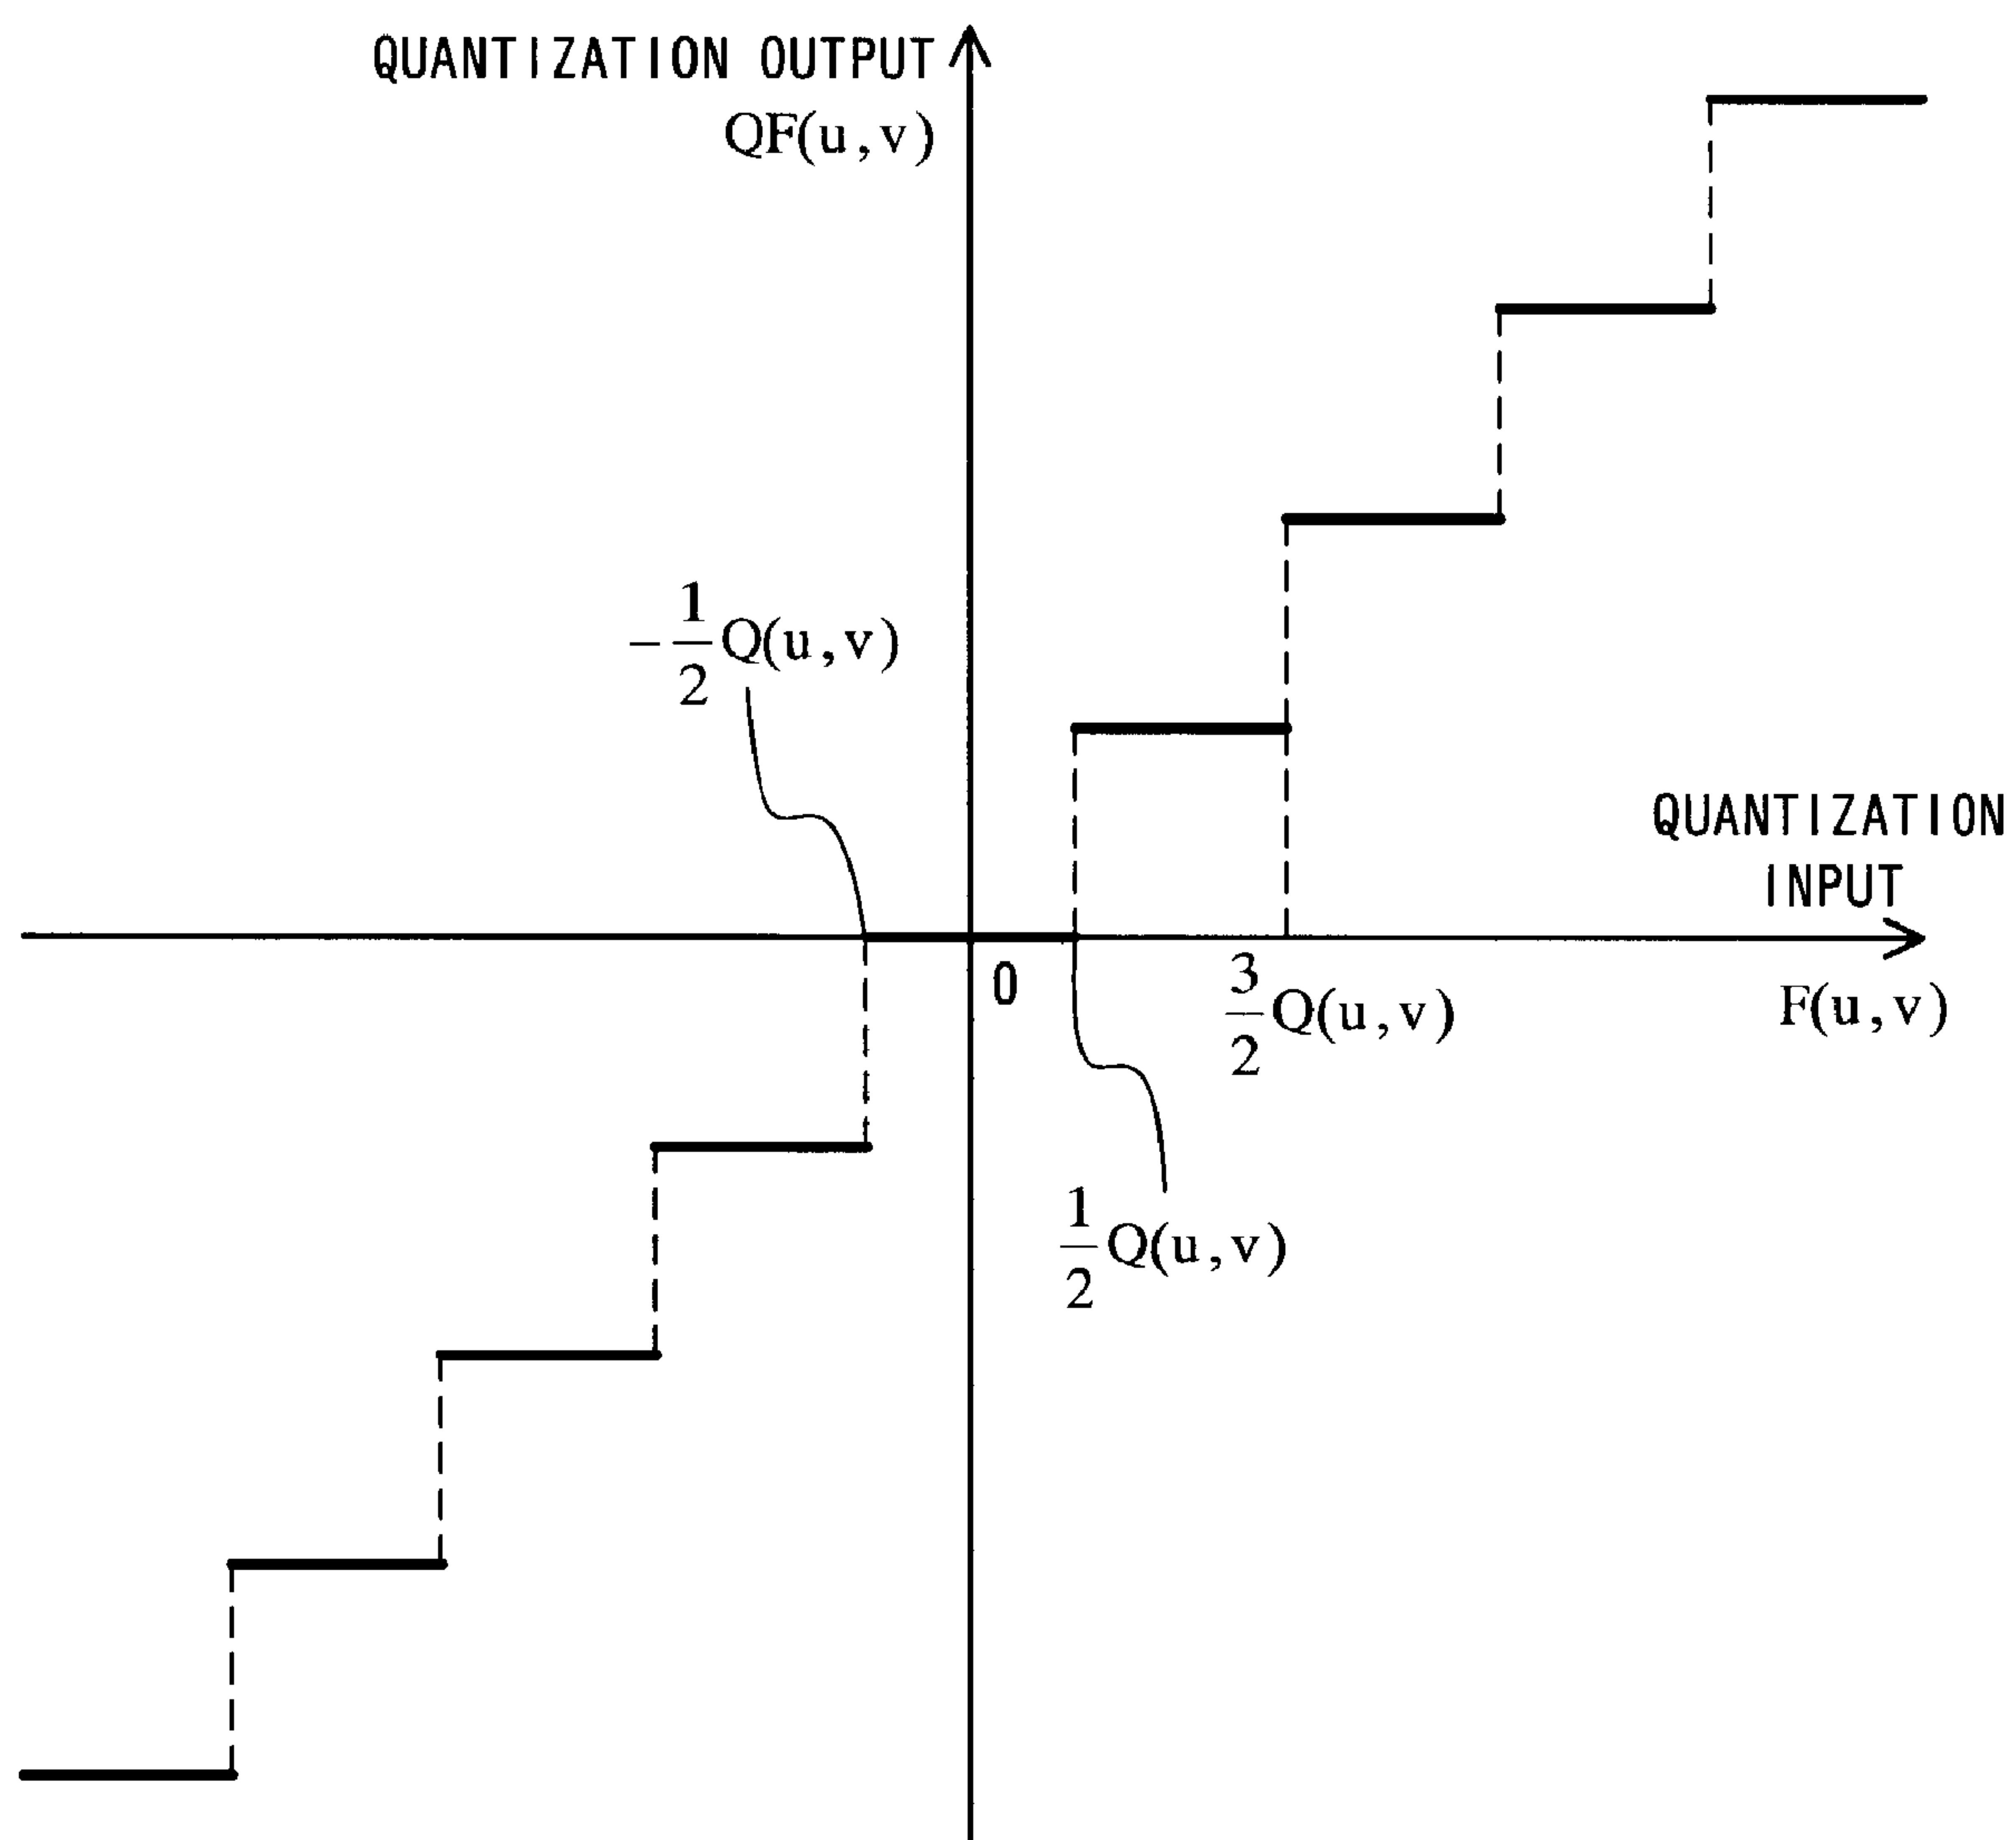 QUANTIZATION OUTPUT
QF(u,v)
-1/2 Q(u,v)
QUANTIZATION
INPUT
0
3/2 Q(u,v)
F(u,v)
1/2 Q(u,v)